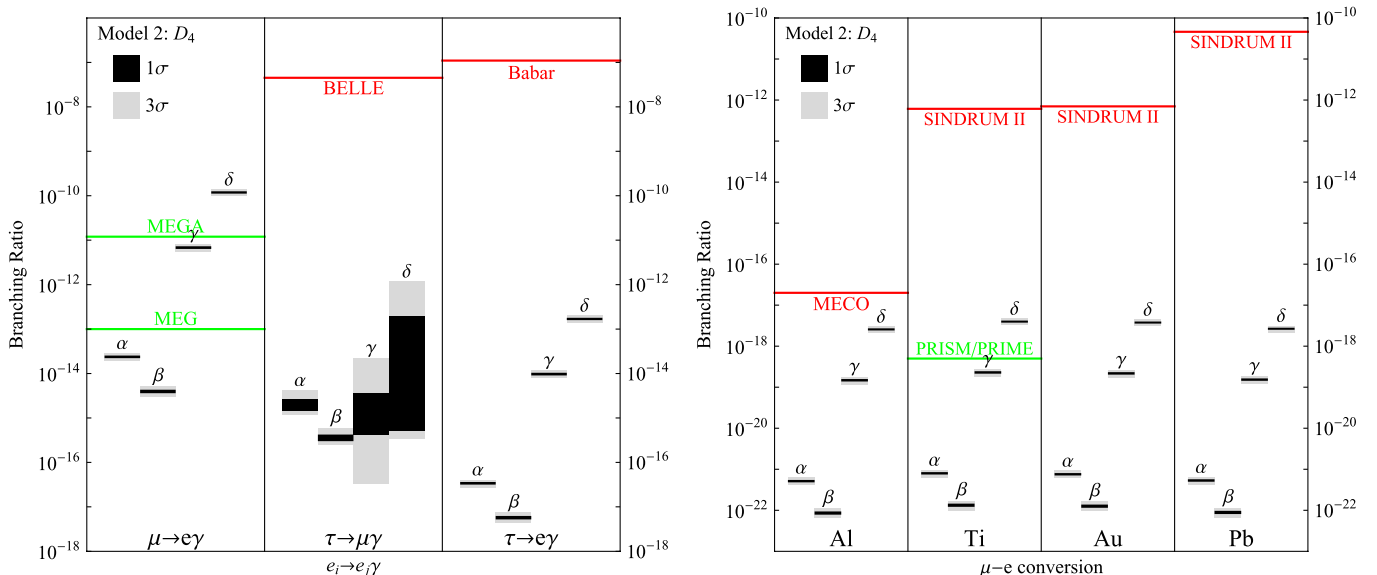 Model 2: D₄
1σ
3σ
Branching Ratio
10⁻⁸
10⁻¹⁰
10⁻¹²
10⁻¹⁴
10⁻¹⁶
10⁻¹⁸
MEGA
MEG
α
β
γ
δ
μ→eγ
BELLE
α
β
γ
δ
τ→μγ
Babar
α
β
γ
δ
τ→eγ
10⁻⁸
10⁻¹⁰
10⁻¹²
10⁻¹⁴
10⁻¹⁶
10⁻¹⁸
eᵢ→eⱼγ
Model 2: D₄
1σ
3σ
Branching Ratio
10⁻¹⁰
10⁻¹²
10⁻¹⁴
10⁻¹⁶
10⁻¹⁸
10⁻²⁰
10⁻²²
MECO
α
β
γ
δ
Al
SINDRUM II
PRISM/PRIME
α
β
γ
δ
Ti
SINDRUM II
α
β
γ
δ
Au
SINDRUM II
α
β
γ
δ
Pb
10⁻¹⁰
10⁻¹²
10⁻¹⁴
10⁻¹⁶
10⁻¹⁸
10⁻²⁰
10⁻²²
μ−e conversion